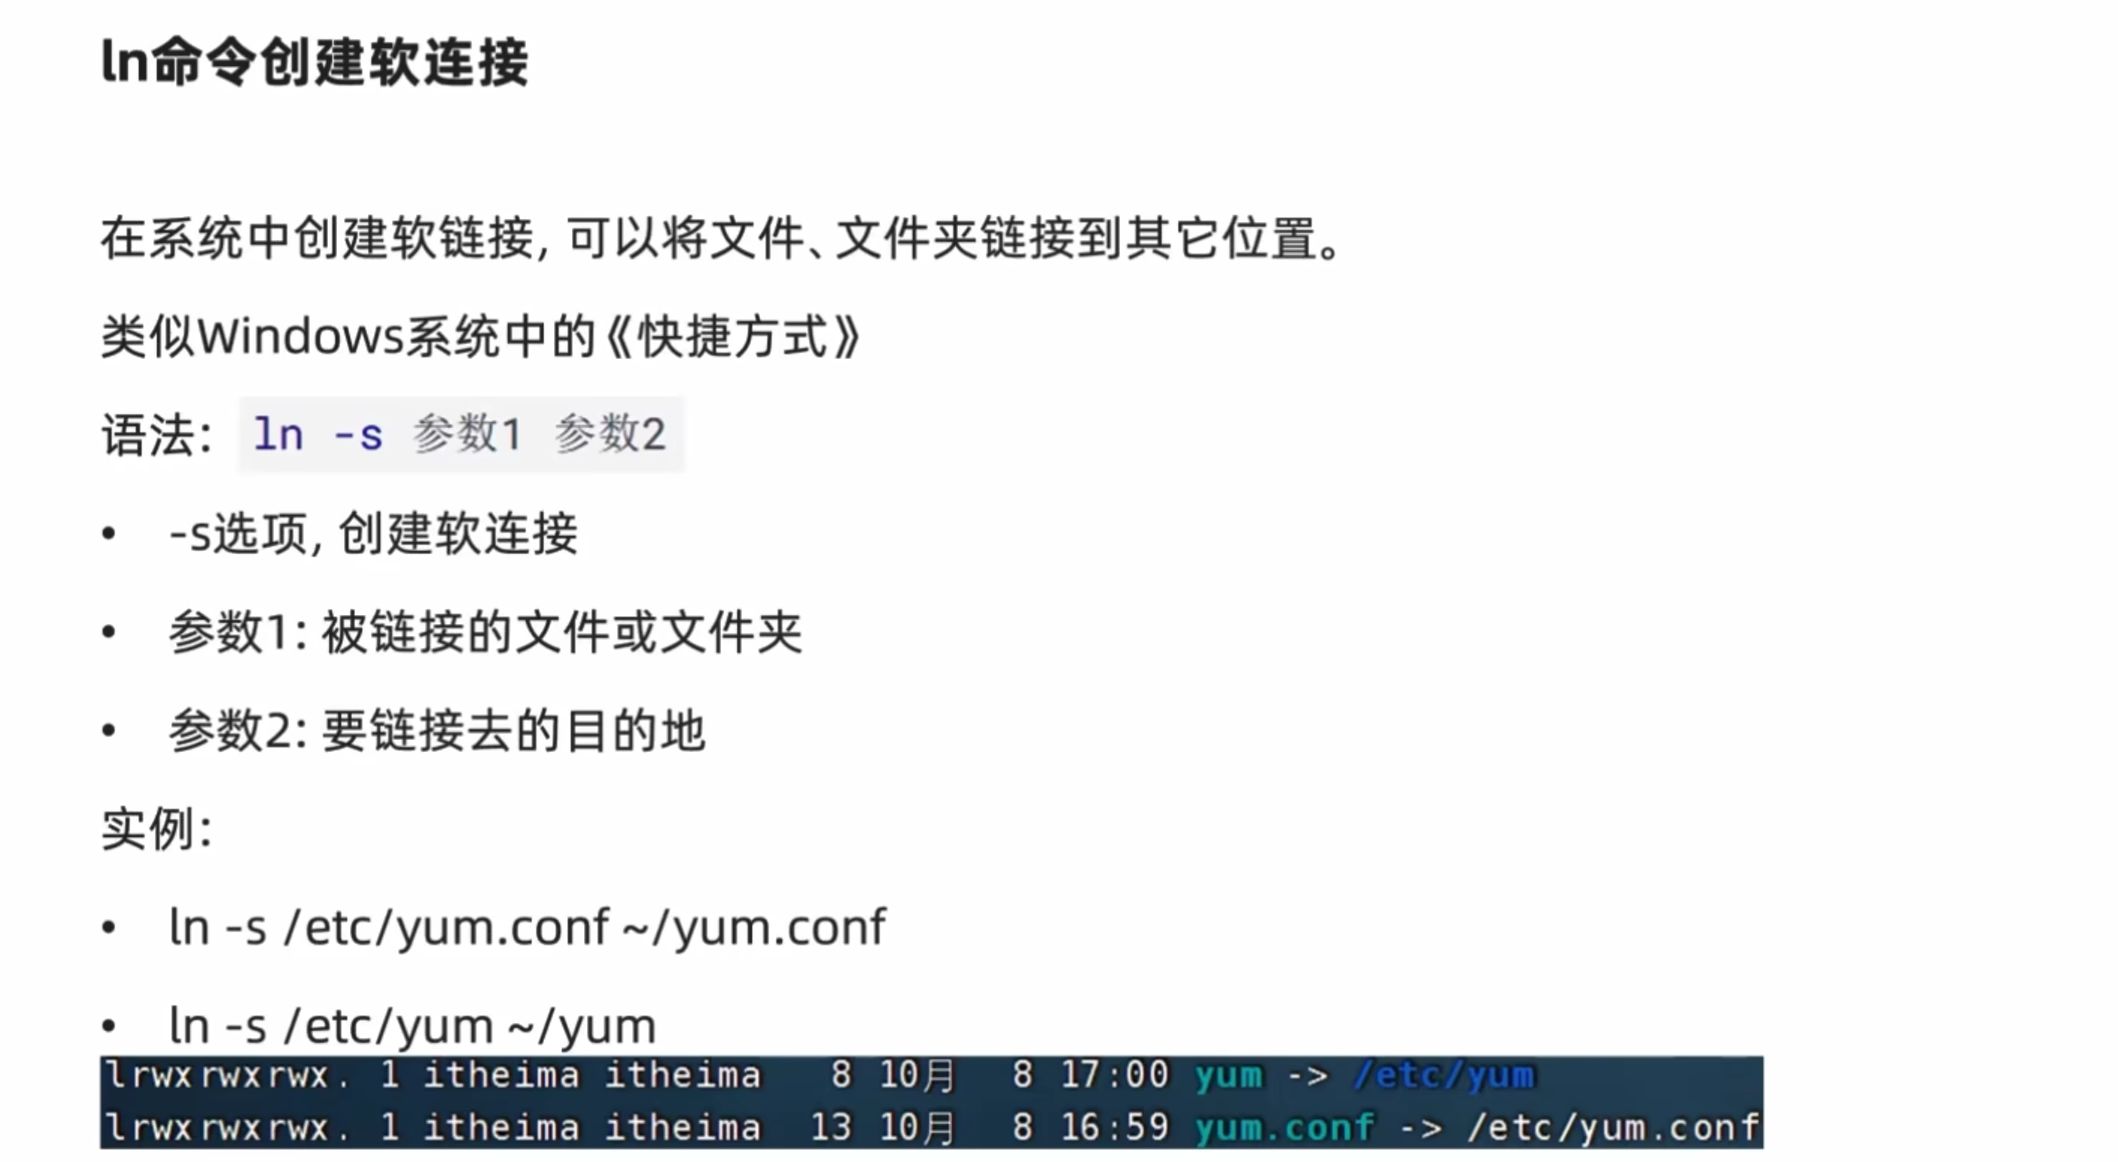 ln命令创建软连接
在系统中创建软链接，可以将文件、文件夹链接到其它位置。
类似Windows系统中的《快捷方式》
语法： ln -s 参数1 参数2
• -s选项，创建软连接
• 参数1：被链接的文件或文件夹
• 参数2：要链接去的目的地
实例：
• ln -s /etc/yum.conf ~/yum.conf
• ln -s /etc/yum ~/yum
lrwxrwxrwx. 1 itheima itheima 8 10月 8 17:00 yum -> /etc/yum
lrwxrwxrwx. 1 itheima itheima 13 10月 8 16:59 yum.conf -> /etc/yum.conf